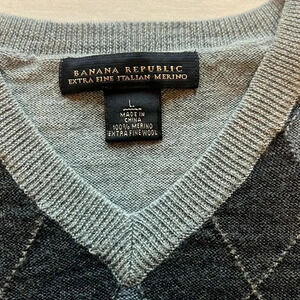 BANANA REPUBLIC
EXTRA FINE ITALIAN MERINO
L
MADE IN
CHINA
100% MERINO
EXTRA FINE WOOL